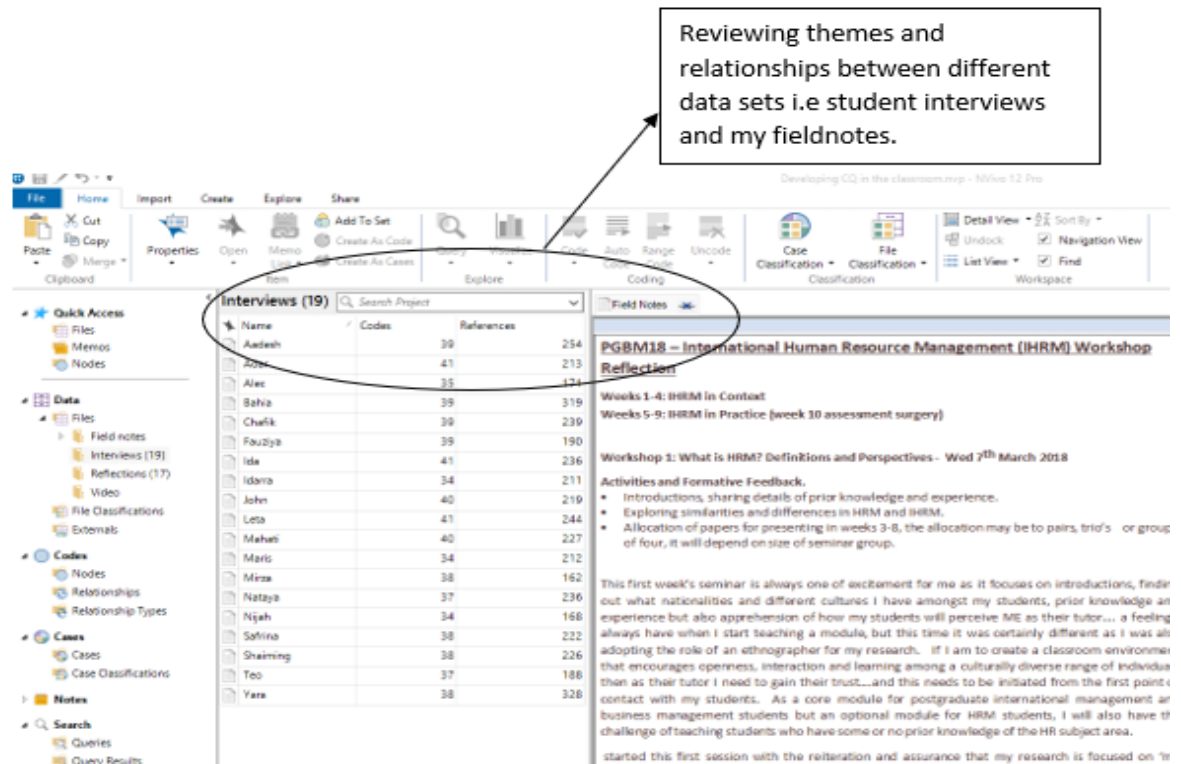 Reviewing themes and
relationships between different
data sets i.e student interviews
and my fieldnotes.
Developing CQ in the classroom.nvp - NVivo 12 Pro
File Home Import Create Explore Share
Paste
Cut
Copy
Merge
Clipboard
Properties
Open
Memo
Link
Add To Set
Create As Code
Create As Cases
Item
Query
Visualize
Explore
Code
Auto
Code
Range
Code
Uncode
Coding
Case
Classification
File
Classification
Classification
Detail View
Sort By
Undock
Navigation View
List View
Find
Workspace
Quick Access
Files
Memos
Nodes
Data
Files
Field notes
Interviews (19)
Reflections (17)
Video
File Classifications
Externals
Codes
Nodes
Relationships
Relationship Types
Cases
Cases
Case Classifications
Notes
Search
Queries
Query Results
Interviews (19) Search Project
Name Codes References
Aadesh 39 254
41 213
Alec 35 171
Bahia 39 319
Chafik 39 239
Fauziya 39 190
Ida 41 236
Idarra 34 211
John 40 219
Leta 41 244
Mahati 40 227
Maris 34 212
Mirza 38 162
Nataya 37 236
Nijah 34 168
Safrina 38 222
Shaiming 38 226
Teo 37 188
Yara 38 328
Field Notes
PGBM18 – International Human Resource Management (IHRM) Workshop
Reflection
Weeks 1-4: IHRM in Context
Weeks 5-9: IHRM in Practice (week 10 assessment surgery)
Workshop 1: What is HRM? Definitions and Perspectives - Wed 7th March 2018
Activities and Formative Feedback.
• Introductions, sharing details of prior knowledge and experience.
• Exploring similarities and differences in HRM and IHRM.
• Allocation of papers for presenting in weeks 3-8, the allocation may be to pairs, trio's or group
of four, it will depend on size of seminar group.
This first week's seminar is always one of excitement for me as it focuses on introductions, findin
out what nationalities and different cultures I have amongst my students, prior knowledge an
experience but also apprehension of how my students will perceive ME as their tutor.... a feeling
always have when I start teaching a module, but this time it was certainly different as I was als
adopting the role of an ethnographer for my research. If I am to create a classroom environmen
that encourages openness, interaction and learning among a culturally diverse range of individua
then as their tutor I need to gain their trust....and this needs to be initiated from the first point o
contact with my students. As a core module for postgraduate international management an
business management students but an optional module for HRM students, I will also have th
challenge of teaching students who have some or no prior knowledge of the HR subject area.
started this first session with the reiteration and assurance that my research is focused on 'm